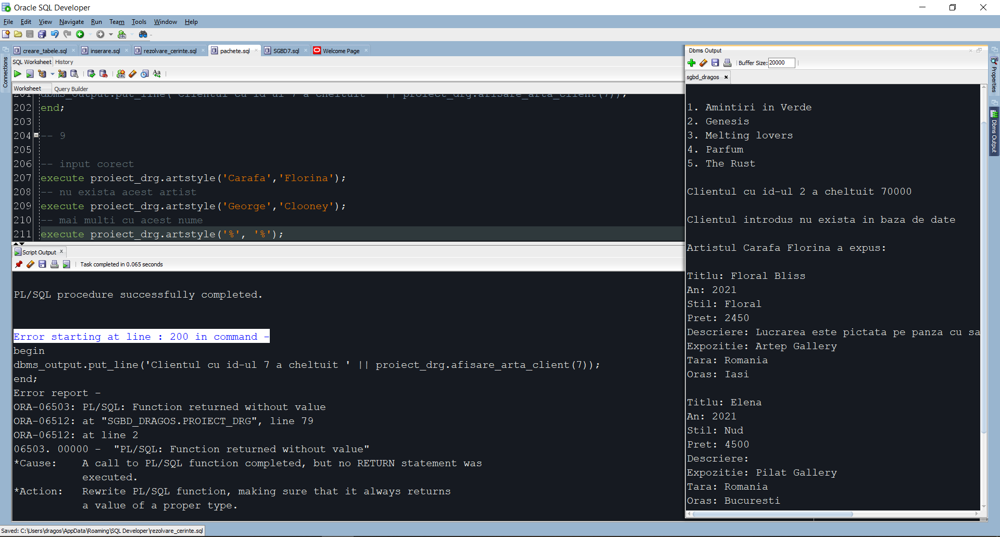 Oracle SQL Developer
File Edit View Navigate Run Team Tools Window Help
creare_tabele.sql
inserare.sql
rezolvare_cerinte.sql
pachete.sql
SGBD7.sql
Welcome Page
SQL Worksheet History
Worksheet Query Builder
Connections
201 dbms_output.put_line('Clientul cu id-ul 7 a cheltuit ' || proiect_drg.afisare_arta_client(7));
202 end;
203
204 -- 9
205
206 -- input corect
207 execute proiect_drg.artstyle('Carafa','Florina');
208 -- nu exista acest artist
209 execute proiect_drg.artstyle('George','Clooney');
210 -- mai multi cu acest nume
211 execute proiect_drg.artstyle('%', '%');
Script Output
Task completed in 0.065 seconds
PL/SQL procedure successfully completed.
Error starting at line : 200 in command -
begin
dbms_output.put_line('Clientul cu id-ul 7 a cheltuit ' || proiect_drg.afisare_arta_client(7));
end;
Error report -
ORA-06503: PL/SQL: Function returned without value
ORA-06512: at "SGBD_DRAGOS.PROIECT_DRG", line 79
ORA-06512: at line 2
06503. 00000 -  "PL/SQL: Function returned without value"
*Cause:    A call to PL/SQL function completed, but no RETURN statement was
executed.
*Action:   Rewrite PL/SQL function, making sure that it always returns
a value of a proper type.
Dbms Output
Buffer Size: 20000
sgbd_dragos
1. Amintiri in Verde
2. Genesis
3. Melting lovers
4. Parfum
5. The Rust
Clientul cu id-ul 2 a cheltuit 70000
Clientul introdus nu exista in baza de date
Artistul Carafa Florina a expus:
Titlu: Floral Bliss
An: 2021
Stil: Floral
Pret: 2450
Descriere: Lucrarea este pictata pe panza cu sa
Expozitie: Artep Gallery
Tara: Romania
Oras: Iasi
Titlu: Elena
An: 2021
Stil: Nud
Pret: 4500
Descriere:
Expozitie: Pilat Gallery
Tara: Romania
Oras: Bucuresti
Properties
Dbms Output
Saved: C:\Users\dragos\AppData\Roaming\SQL Developer\rezolvare_cerinte.sql